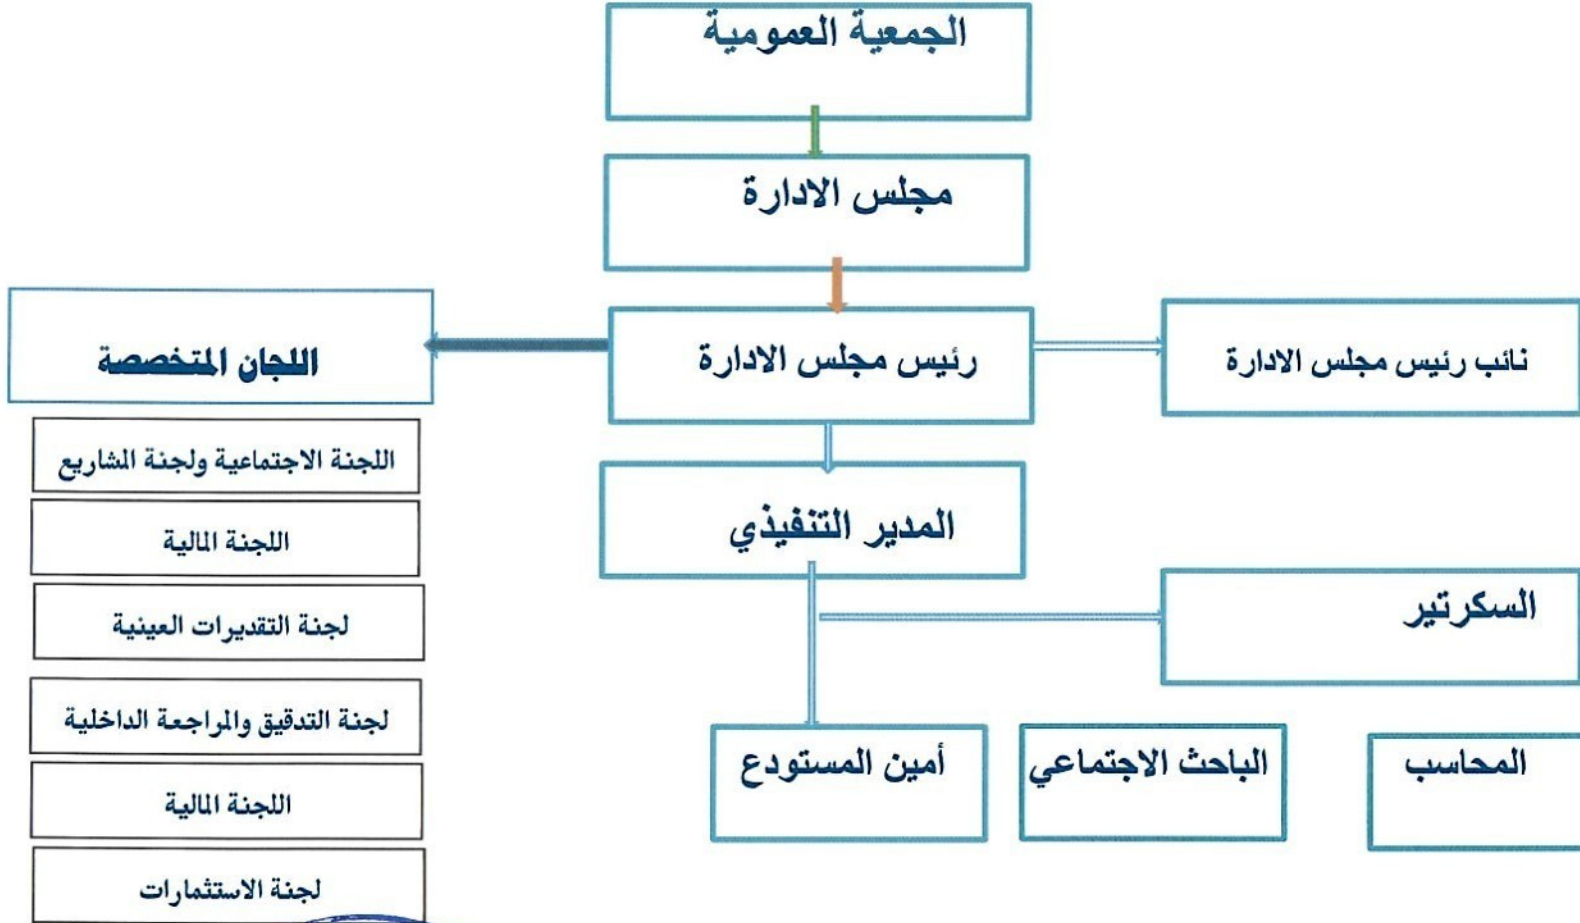 الجمعية العمومية
مجلس الادارة
رئيس مجلس الادارة
نائب رئيس مجلس الادارة
اللجان المتخصصة
اللجنة الاجتماعية ولجنة المشاريع
اللجنة المالية
لجنة التقديرات العينية
لجنة التدقيق والمراجعة الداخلية
اللجنة المالية
لجنة الاستثمارات
المدير التنفيذي
السكرتير
المحاسب
الباحث الاجتماعي
أمين المستودع